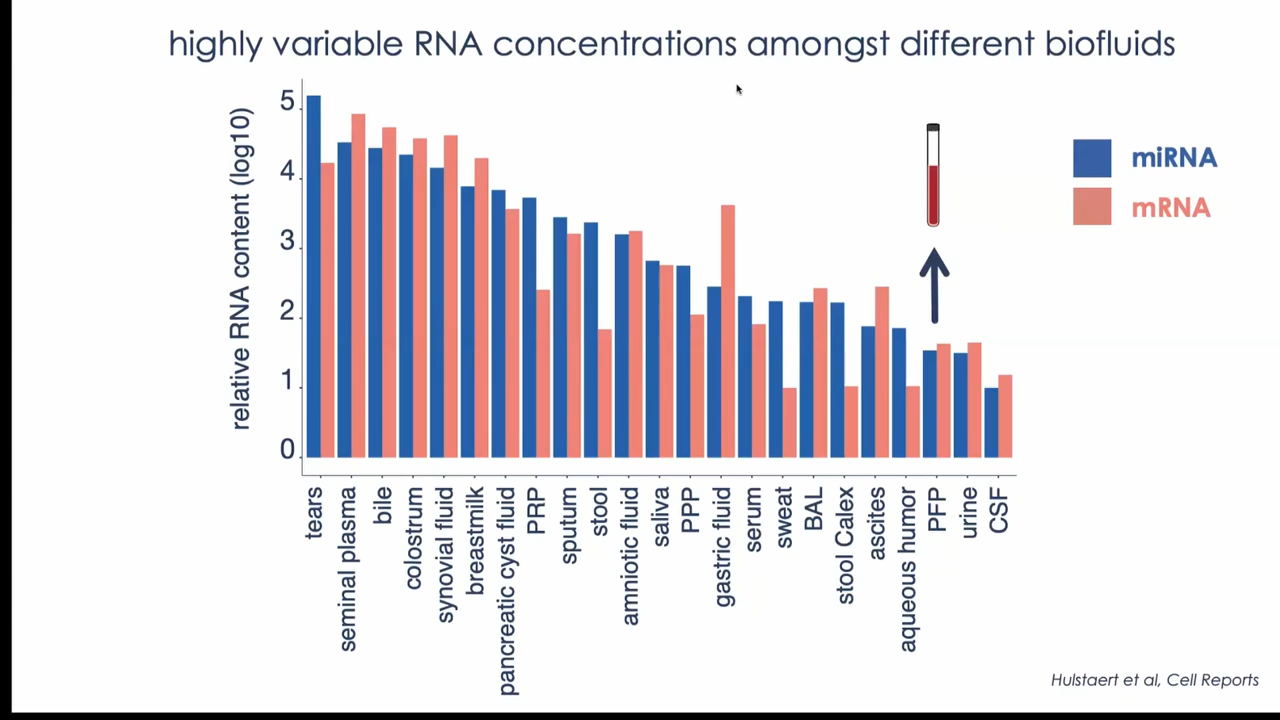 highly variable RNA concentrations amongst different biofluids
relative RNA content (log10)
5
4
3
2
1
0
miRNA
mRNA
tears
seminal plasma
bile
colostrum
synovial fluid
breastmilk
pancreatic cyst fluid
PRP
sputum
stool
amniotic fluid
saliva
PPP
gastric fluid
serum
sweat
BAL
stool Calex
ascites
aqueous humor
PFP
urine
CSF
Hulstaert et al, Cell Reports